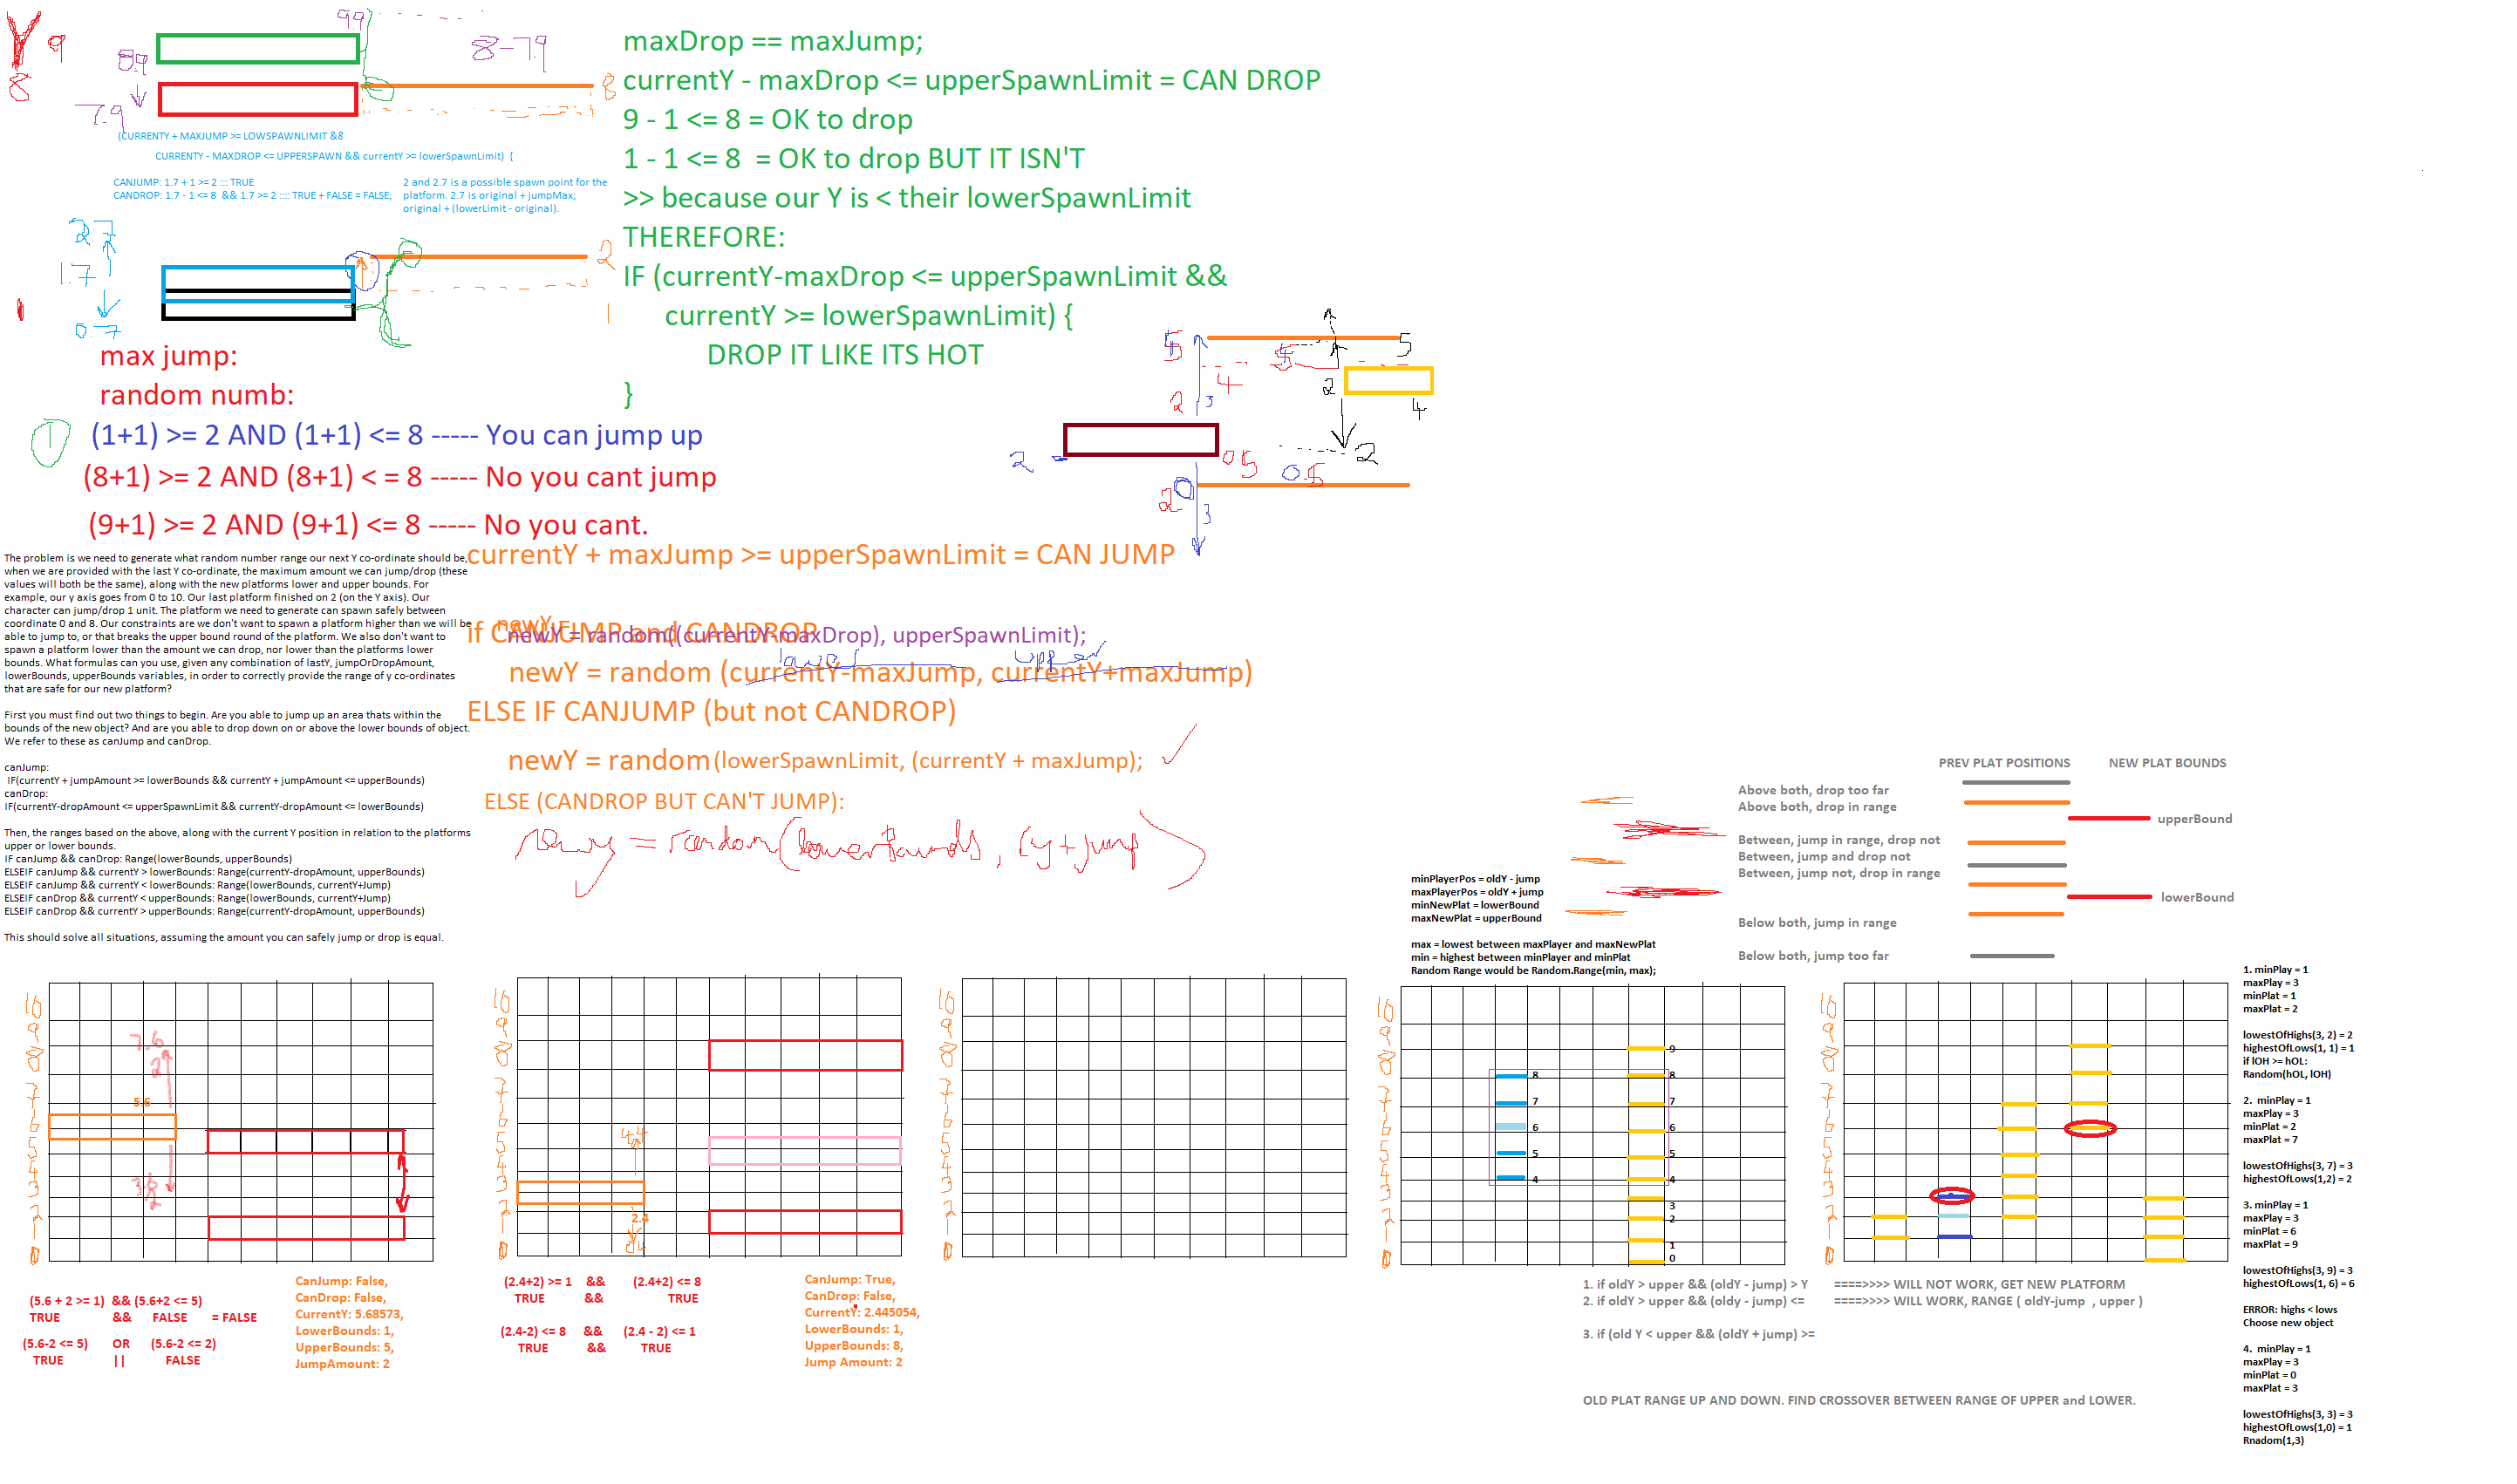 Y 9
8
8.9
7.9
9.9
8-7.9
8
(CURRENTY + MAXJUMP >= LOWSPAWNLIMIT &&
CURRENTY - MAXDROP <= UPPERSPAWN && currentY >= lowerSpawnLimit) {
CANJUMP: 1.7 + 1 >= 2 ::: TRUE
CANDROP: 1.7 - 1 <= 8 && 1.7 >= 2 :::: TRUE + FALSE = FALSE;
2 and 2.7 is a possible spawn point for the
platform. 2.7 is original + jumpMax;
original + (lowerLimit - original).
2.7
1.7
0.7
2
1
maxDrop == maxJump;
currentY - maxDrop <= upperSpawnLimit = CAN DROP
9 - 1 <= 8 = OK to drop
1 - 1 <= 8 = OK to drop BUT IT ISN'T
>> because our Y is < their lowerSpawnLimit
THEREFORE:
IF (currentY-maxDrop <= upperSpawnLimit &&
currentY >= lowerSpawnLimit) {
DROP IT LIKE ITS HOT
}
max jump:
random numb:
1
(1+1) >= 2 AND (1+1) <= 8 ----- You can jump up
(8+1) >= 2 AND (8+1) < = 8 ----- No you cant jump
(9+1) >= 2 AND (9+1) <= 8 ----- No you cant.
5
4
2
3
5
5
2
4
2
2
0.5
0.5
2
0
3
currentY + maxJump >= upperSpawnLimit = CAN JUMP
newY
if CANJUMP and CANDROP
newY = random((currentY-maxDrop), upperSpawnLimit);
lower
upper
newY = random (currentY-maxJump, currentY+maxJump)
ELSE IF CANJUMP (but not CANDROP)
newY = random(lowerSpawnLimit, (currentY + maxJump);
ELSE (CANDROP BUT CAN'T JUMP):
newy = random(lowerbounds, (y+jump)
The problem is we need to generate what random number range our next Y co-ordinate should be,
when we are provided with the last Y co-ordinate, the maximum amount we can jump/drop (these
values will both be the same), along with the new platforms lower and upper bounds. For
example, our y axis goes from 0 to 10. Our last platform finished on 2 (on the Y axis). Our
character can jump/drop 1 unit. The platform we need to generate can spawn safely between
coordinate 0 and 8. Our constraints are we don't want to spawn a platform higher than we will be
able to jump to, or that breaks the upper bound round of the platform. We also don't want to
spawn a platform lower than the amount we can drop, nor lower than the platforms lower
bounds. What formulas can you use, given any combination of lastY, jumpOrDropAmount,
lowerBounds, upperBounds variables, in order to correctly provide the range of y co-ordinates
that are safe for our new platform?
First you must find out two things to begin. Are you able to jump up an area thats within the
bounds of the new object? And are you able to drop down on or above the lower bounds of object.
We refer to these as canJump and canDrop.
canJump:
IF(currentY + jumpAmount >= lowerBounds && currentY + jumpAmount <= upperBounds)
canDrop:
IF(currentY-dropAmount <= upperSpawnLimit && currentY-dropAmount <= lowerBounds)
Then, the ranges based on the above, along with the current Y position in relation to the platforms
upper or lower bounds.
IF canJump && canDrop: Range(lowerBounds, upperBounds)
ELSEIF canJump && currentY > lowerBounds: Range(currentY-dropAmount, upperBounds)
ELSEIF canJump && currentY < lowerBounds: Range(lowerBounds, currentY+Jump)
ELSEIF canDrop && currentY < upperBounds: Range(lowerBounds, currentY+Jump)
ELSEIF canDrop && currentY > upperBounds: Range(currentY-dropAmount, upperBounds)
This should solve all situations, assuming the amount you can safely jump or drop is equal.
PREV PLAT POSITIONS
NEW PLAT BOUNDS
Above both, drop too far
Above both, drop in range
upperBound
Between, jump in range, drop not
Between, jump and drop not
Between, jump not, drop in range
lowerBound
Below both, jump in range
Below both, jump too far
minPlayerPos = oldY - jump
maxPlayerPos = oldY + jump
minNewPlat = lowerBound
maxNewPlat = upperBound
max = lowest between maxPlayer and maxNewPlat
min = highest between minPlayer and minPlat
Random Range would be Random.Range(min, max);
10
9
8
7
6
5
4
3
2
1
0
7.6
2
5.6
3.6
2
10
9
8
7
6
5
4
3
2
1
0
4.4
2.4
10
9
8
7
6
5
4
3
2
1
0
10
9
8
7
6
5
4
3
2
1
0
8
7
6
5
4
9
8
7
6
5
4
3
2
1
0
10
9
8
7
6
5
4
3
2
1
0
(5.6 + 2 >= 1) && (5.6+2 <= 5)
TRUE && FALSE = FALSE
(5.6-2 <= 5) OR (5.6-2 <= 2)
TRUE || FALSE
CanJump: False,
CanDrop: False,
CurrentY: 5.68573,
LowerBounds: 1,
UpperBounds: 5,
JumpAmount: 2
(2.4+2) >= 1 && (2.4+2) <= 8
TRUE && TRUE
(2.4-2) <= 8 && (2.4 - 2) <= 1
TRUE && TRUE
CanJump: True,
CanDrop: False,
CurrentY: 2.445054,
LowerBounds: 1,
UpperBounds: 8,
Jump Amount: 2
1. if oldY > upper && (oldY - jump) > Y ====>>>> WILL NOT WORK, GET NEW PLATFORM
2. if oldY > upper && (oldy - jump) <= ====>>>> WILL WORK, RANGE ( oldY-jump , upper )
3. if (old Y < upper && (oldY + jump) >=
OLD PLAT RANGE UP AND DOWN. FIND CROSSOVER BETWEEN RANGE OF UPPER and LOWER.
1. minPlay = 1
maxPlay = 3
minPlat = 1
maxPlat = 2
lowestOfHighs(3, 2) = 2
highestOfLows(1, 1) = 1
if lOH >= hOL:
Random(hOL, lOH)
2. minPlay = 1
maxPlay = 3
minPlat = 2
maxPlat = 7
lowestOfHighs(3, 7) = 3
highestOfLows(1,2) = 2
3. minPlay = 1
maxPlay = 3
minPlat = 6
maxPlat = 9
lowestOfHighs(3, 9) = 3
highestOfLows(1, 6) = 6
ERROR: highs < lows
Choose new object
4. minPlay = 1
maxPlay = 3
minPlat = 0
maxPlat = 3
lowestOfHighs(3, 3) = 3
highestOfLows(1,0) = 1
Rnadom(1,3)